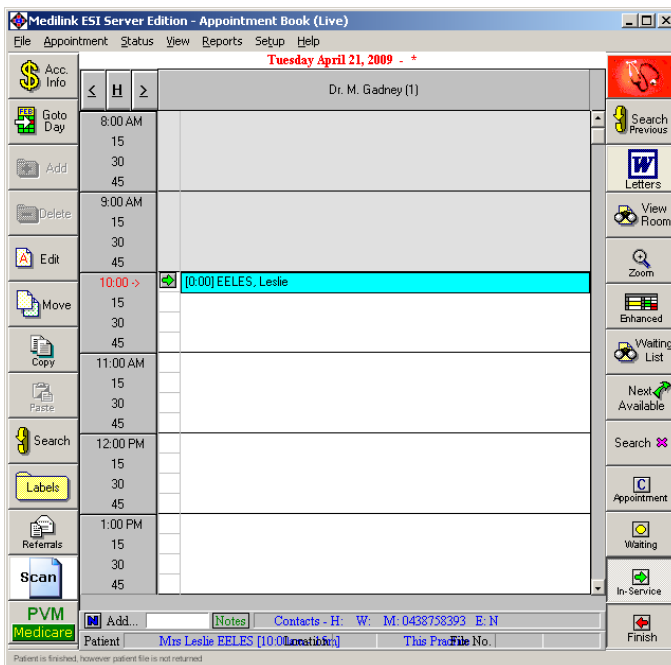 Medilink ESI Server Edition - Appointment Book (Live)
File Appointment Status View Reports Setup Help
Tuesday April 21, 2009 - *
Acc. Info
< H >
Dr. M. Gadney (1)
FEB
Goto Day
Add
Delete
Edit
Move
Copy
Paste
Search
Labels
Referrals
Scan
PVM
Medicare
8:00 AM
15
30
45
9:00 AM
15
30
45
10:00 ->
[0:00] EELES, Leslie
15
30
45
11:00 AM
15
30
45
12:00 PM
15
30
45
1:00 PM
15
30
45
Search Previous
W
Letters
View Room
Zoom
Enhanced
Waiting List
Next Available
Search
C
Appointment
Waiting
In-Service
Finish
N Add... Notes Contacts - H: W: M: 0438758393 E: N
Patient Mrs Leslie EELES [10:00 This File No.
Patient is finished, however patient file is not returned